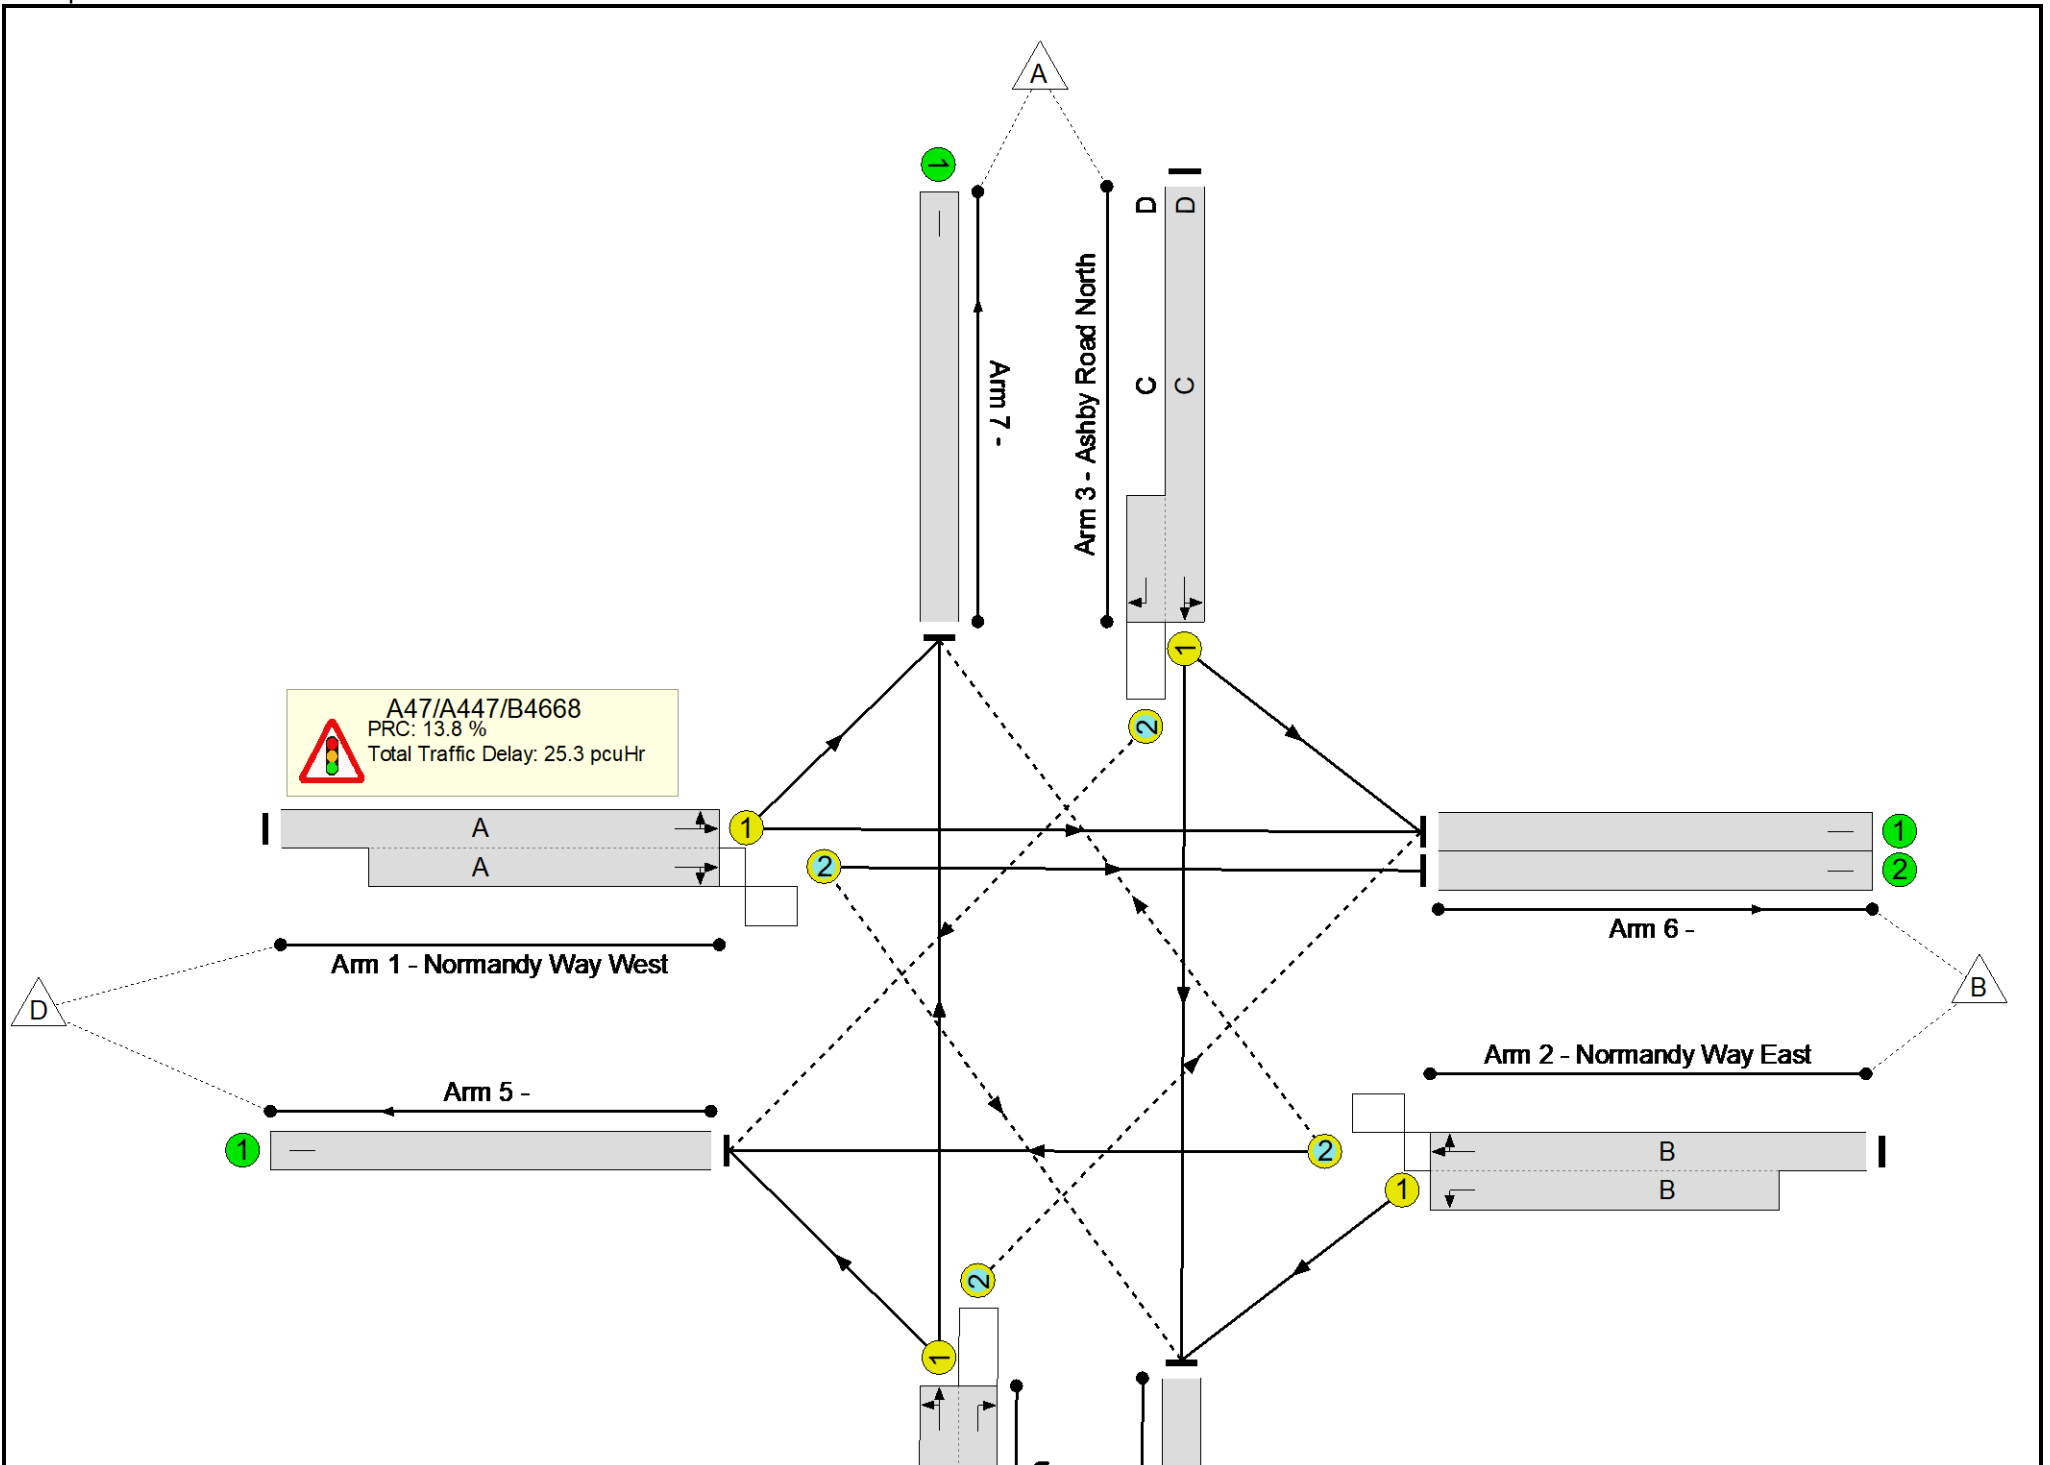 A
1
D
D
Arm 7 -
Arm 3 - Ashby Road North
C
C
1
2
A47/A447/B4668
PRC: 13.8 %
Total Traffic Delay: 25.3 pcuHr
A
1
A
2
1
2
Arm 6 -
Arm 1 - Normandy Way West
D
B
Arm 2 - Normandy Way East
Arm 5 -
1
2
B
1
B
2
1